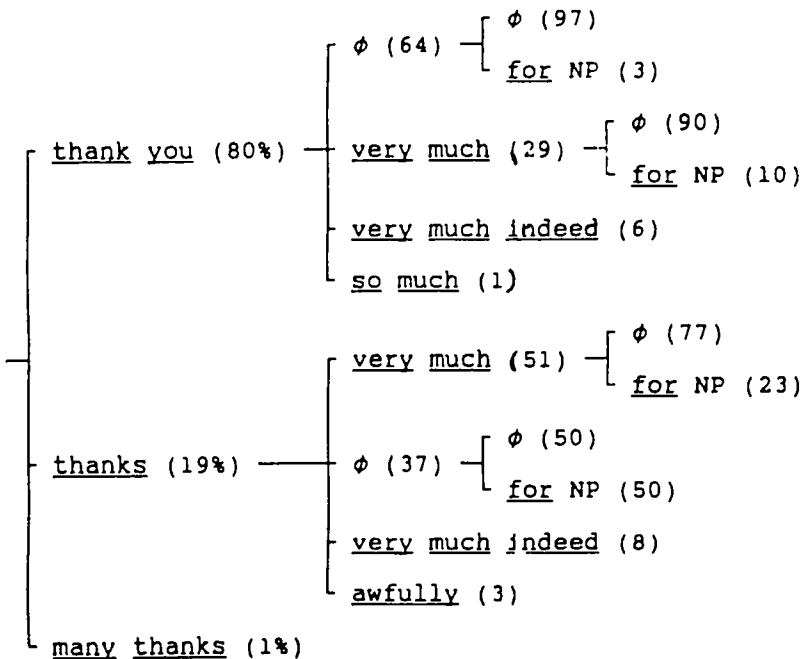 ϕ (97)
ϕ (64)
for NP (3)
ϕ (90)
thank you (80%)
very much (29)
for NP (10)
very much indeed (6)
so much (1)
ϕ (77)
very much (51)
for NP (23)
ϕ (50)
thanks (19%)
ϕ (37)
for NP (50)
very much indeed (8)
awfully (3)
many thanks (1%)